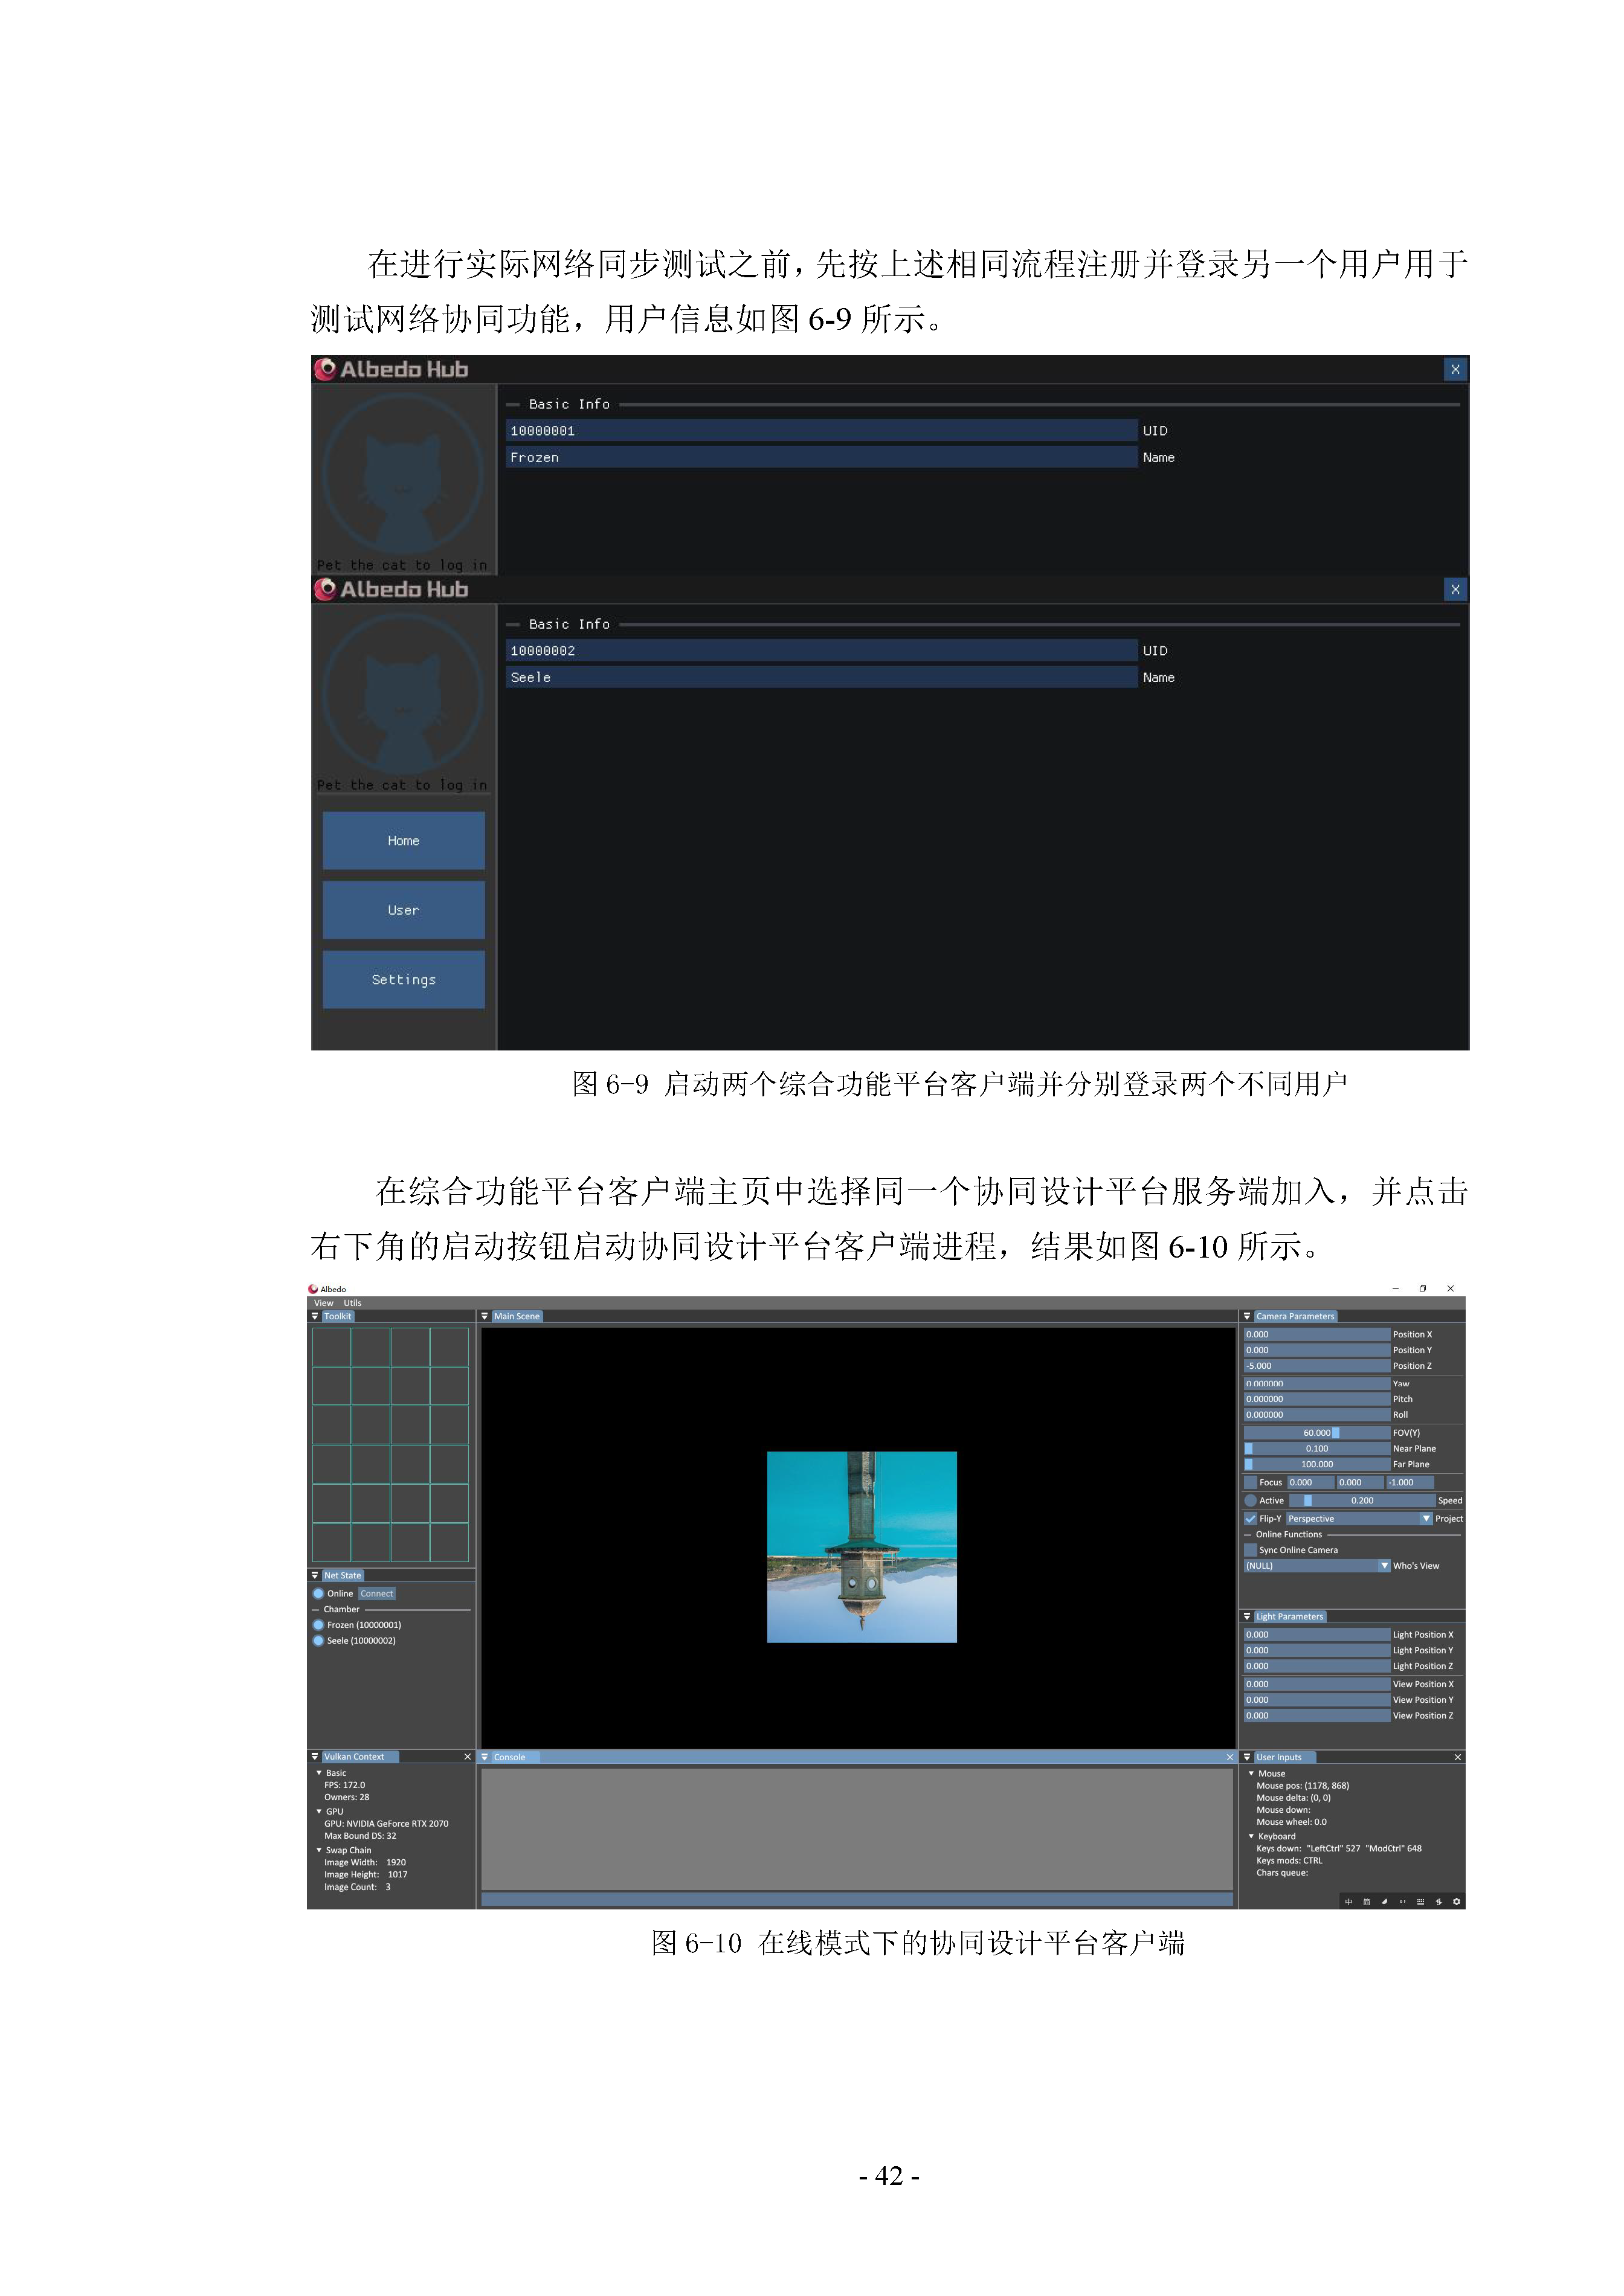 在进行实际网络同步测试之前，先按上述相同流程注册并登录另一个用户用于
测试网络协同功能，用户信息如图 6-9 所示。
Albedo Hub
X
Basic Info
10000001 UID
Frozen Name
Pet the cat to log in
Albedo Hub
X
Basic Info
10000002 UID
Seele Name
Pet the cat to log in
Home
User
Settings
图 6-9 启动两个综合功能平台客户端并分别登录两个不同用户
在综合功能平台客户端主页中选择同一个协同设计平台服务端加入，并点击
右下角的启动按钮启动协同设计平台客户端进程，结果如图 6-10 所示。
Albedo
View Utils
Toolkit
Main Scene
Camera Parameters
0.000 Position X
0.000 Position Y
-5.000 Position Z
0.000000 Yaw
0.000000 Pitch
0.000000 Roll
60.000 FOV(Y)
0.100 Near Plane
100.000 Far Plane
Focus 0.000 0.000 -1.000
Active 0.200 Speed
Flip-Y Perspective Project
Online Functions
Sync Online Camera
(NULL) Who's View
Net State
Online Connect
Chamber
Frozen (10000001)
Seele (10000002)
Light Parameters
0.000 Light Position X
0.000 Light Position Y
0.000 Light Position Z
0.000 View Position X
0.000 View Position Y
0.000 View Position Z
Vulkan Context
Basic
FPS: 172.0
Owners: 28
GPU
GPU: NVIDIA GeForce RTX 2070
Max Bound DS: 32
Swap Chain
Image Width: 1920
Image Height: 1017
Image Count: 3
Console
User Inputs
Mouse
Mouse pos: (1178, 868)
Mouse delta: (0, 0)
Mouse down:
Mouse wheel: 0.0
Keyboard
Keys down: "LeftCtrl" 527 "ModCtrl" 648
Keys mods: CTRL
Chars queue:
中 简
图 6-10 在线模式下的协同设计平台客户端
- 42 -